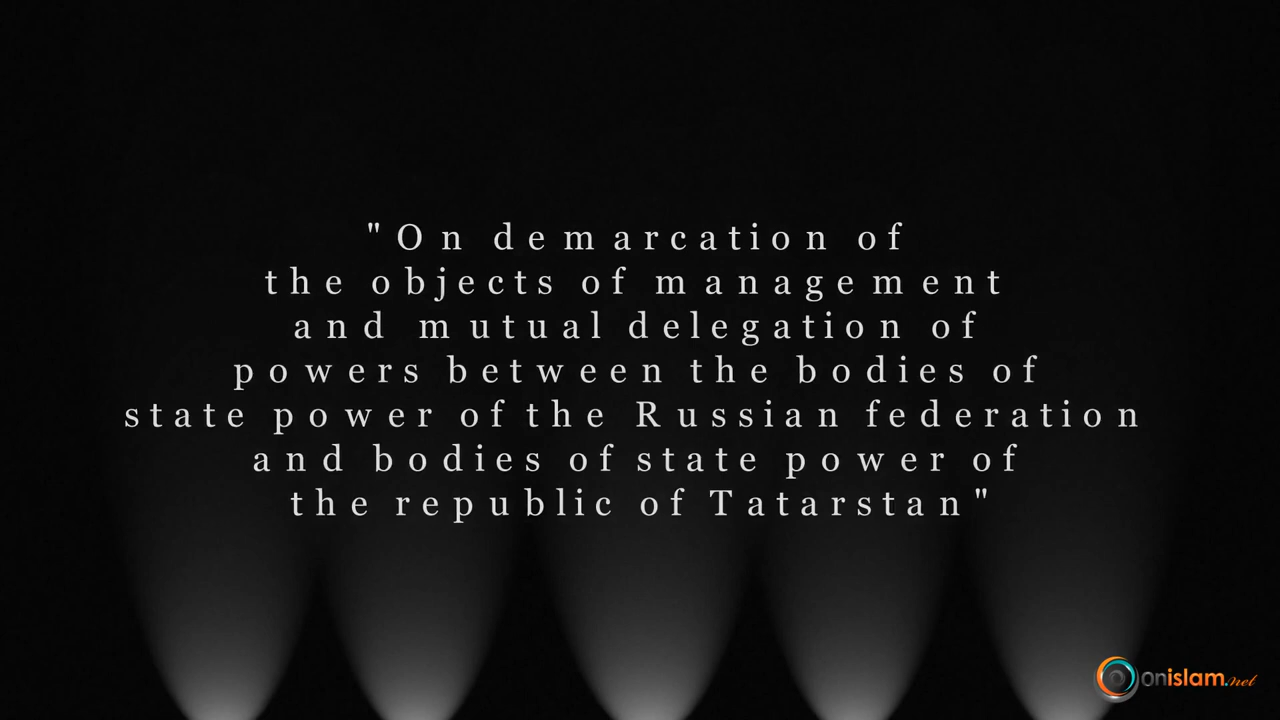 "On demarcation of
the objects of management
and mutual delegation of
powers between the bodies of
state power of the Russian federation
and bodies of state power of
the republic of Tatarstan"
onislam.net